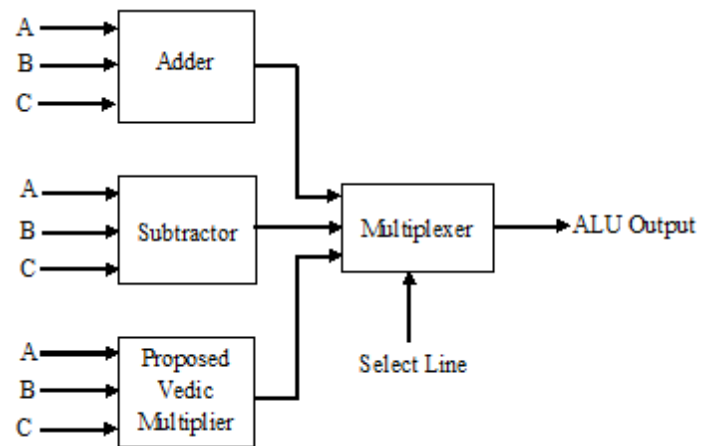 A
B
C
Adder
A
B
C
Subtractor
Multiplexer
ALU Output
Select Line
A
B
C
Proposed
Vedic
Multiplier